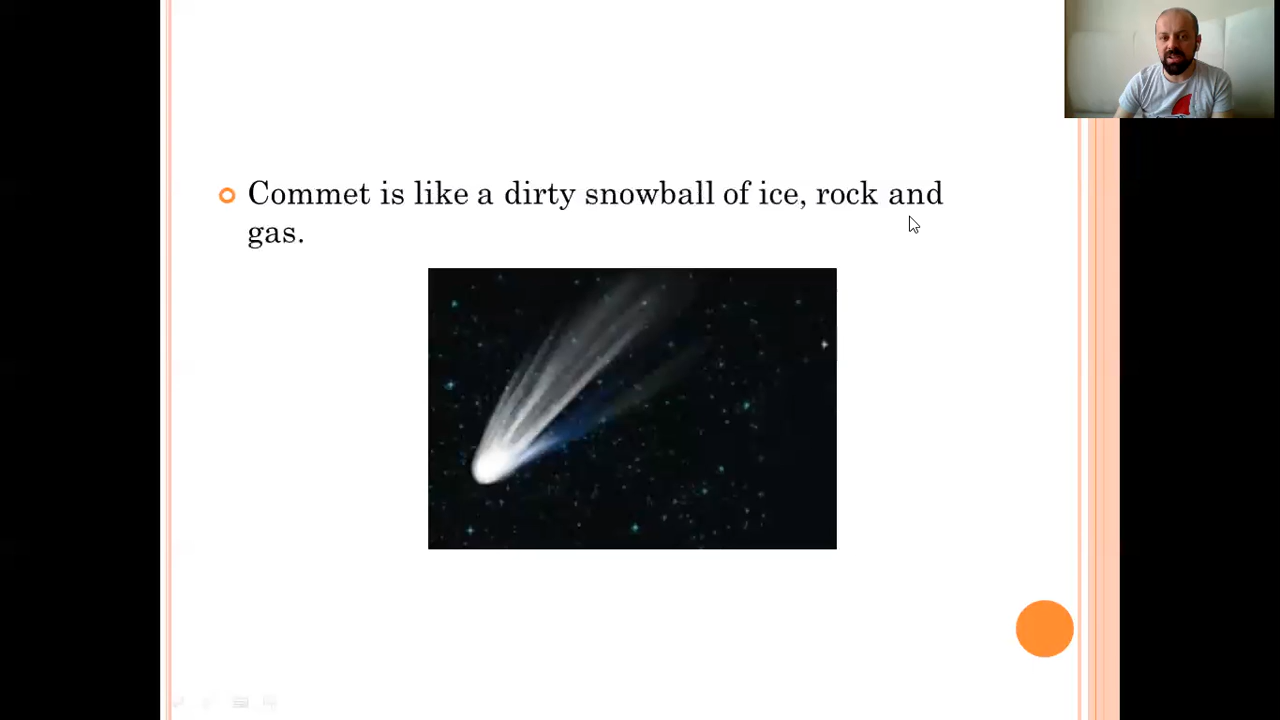 Commet is like a dirty snowball of ice, rock and
gas.